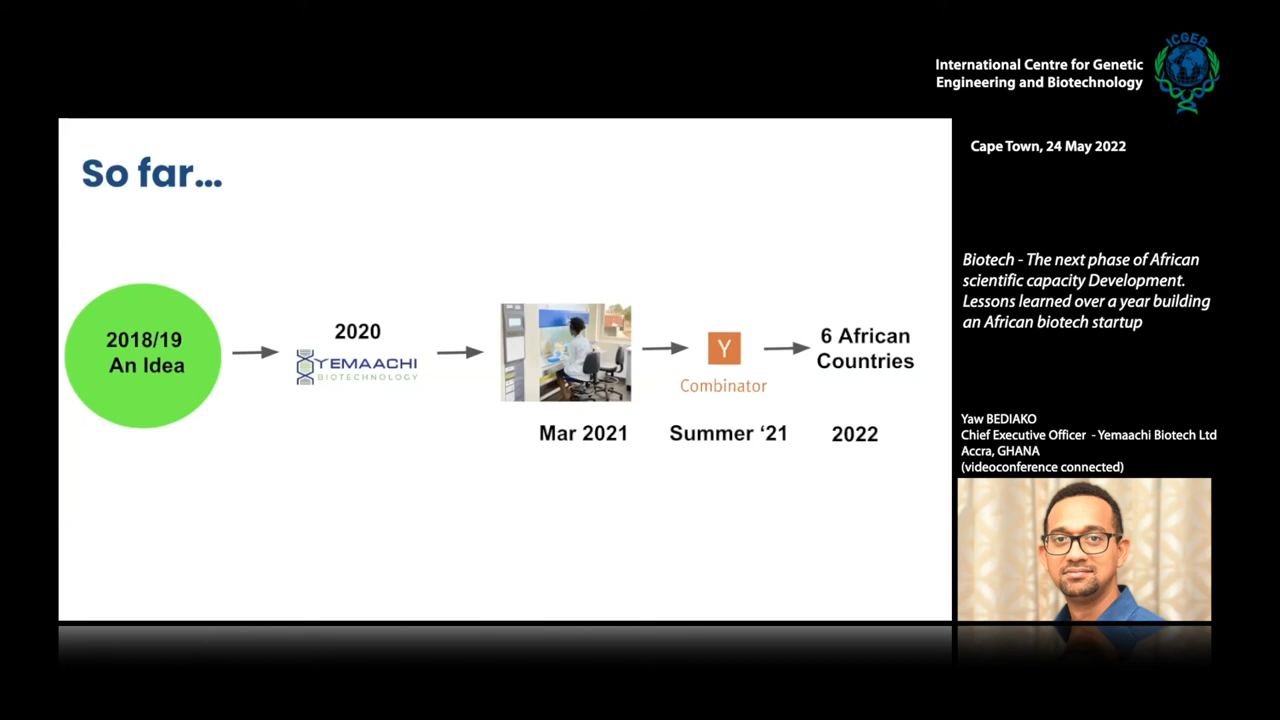 ICGEB
International Centre for Genetic
Engineering and Biotechnology
Cape Town, 24 May 2022
So far...
2018/19
An Idea
2020
YEMAACHI
BIOTECHNOLOGY
Mar 2021
Y
Combinator
Summer ‘21
6 African
Countries
2022
Biotech - The next phase of African
scientific capacity Development.
Lessons learned over a year building
an African biotech startup
Yaw BEDIAKO
Chief Executive Officer - Yemaachi Biotech Ltd
Accra, GHANA
(videoconference connected)